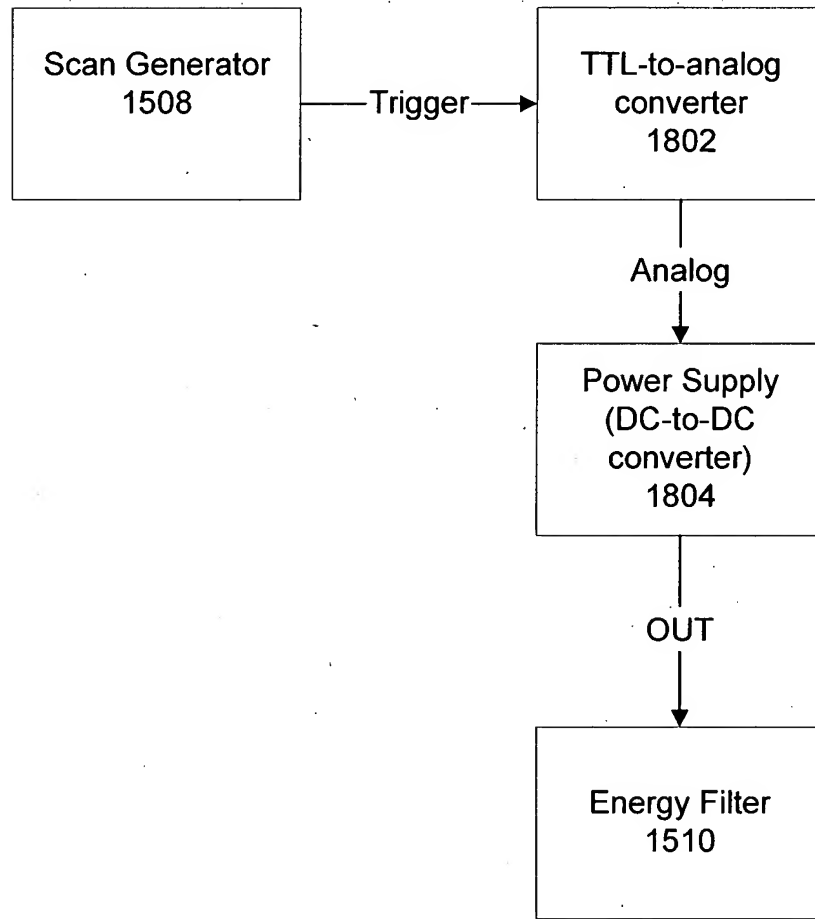 Scan Generator
1508
Trigger
TTL-to-analog
converter
1802
Analog
Power Supply
(DC-to-DC
converter)
1804
OUT
Energy Filter
1510